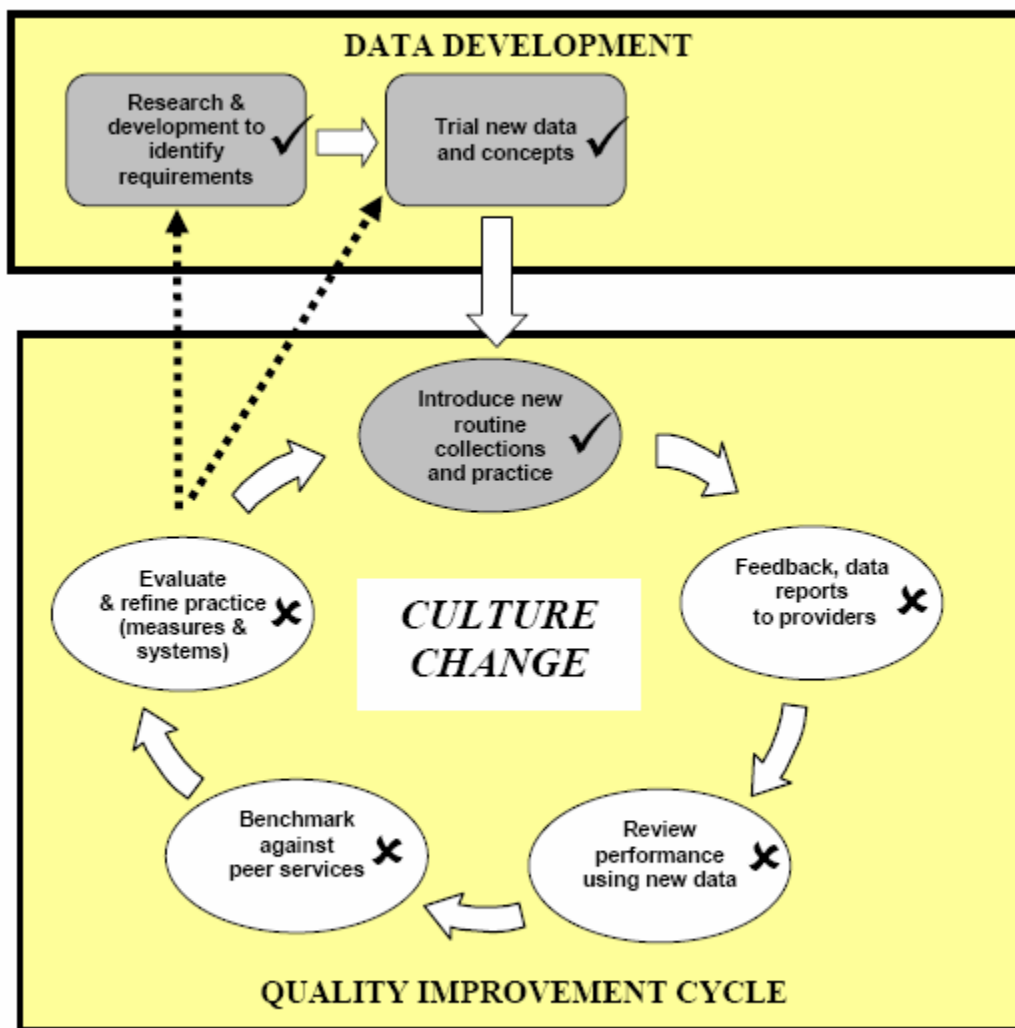 DATA DEVELOPMENT
Research &
development to
identify
requirements
Trial new data
and concepts
Introduce new
routine
collections
and practice
Feedback, data
reports
to providers
Review
performance
using new data
Benchmark
against
peer services
Evaluate
& refine practice
(measures &
systems)
CULTURE
CHANGE
QUALITY IMPROVEMENT CYCLE